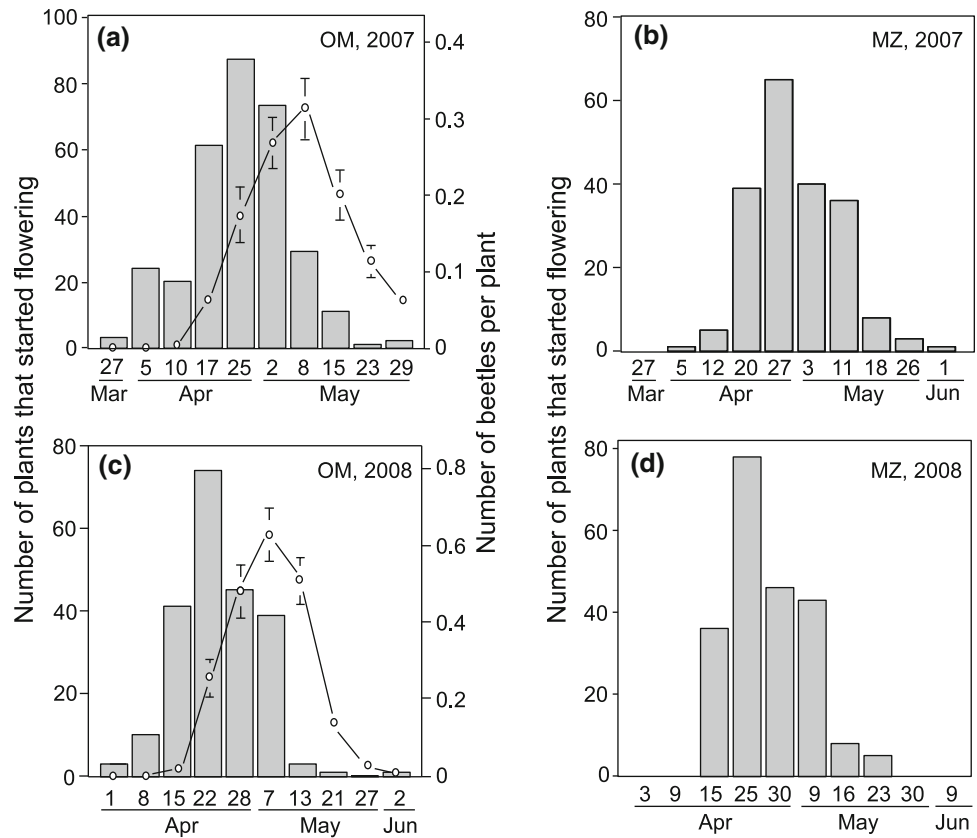 (a) OM, 2007
Number of plants that started flowering
100
80
60
40
20
0
0.4
0.3
0.2
0.1
0
Number of beetles per plant
27 5 10 17 25 2 8 15 23 29
Mar Apr May
(b) MZ, 2007
Number of plants that started flowering
80
60
40
20
0
27 5 12 20 27 3 11 18 26 1
Mar Apr May Jun
(c) OM, 2008
Number of plants that started flowering
80
60
40
20
0
0.8
0.6
0.4
0.2
0
1 8 15 22 28 7 13 21 27 2
Apr May Jun
(d) MZ, 2008
80
60
40
20
0
3 9 15 25 30 9 16 23 30 9
Apr May Jun